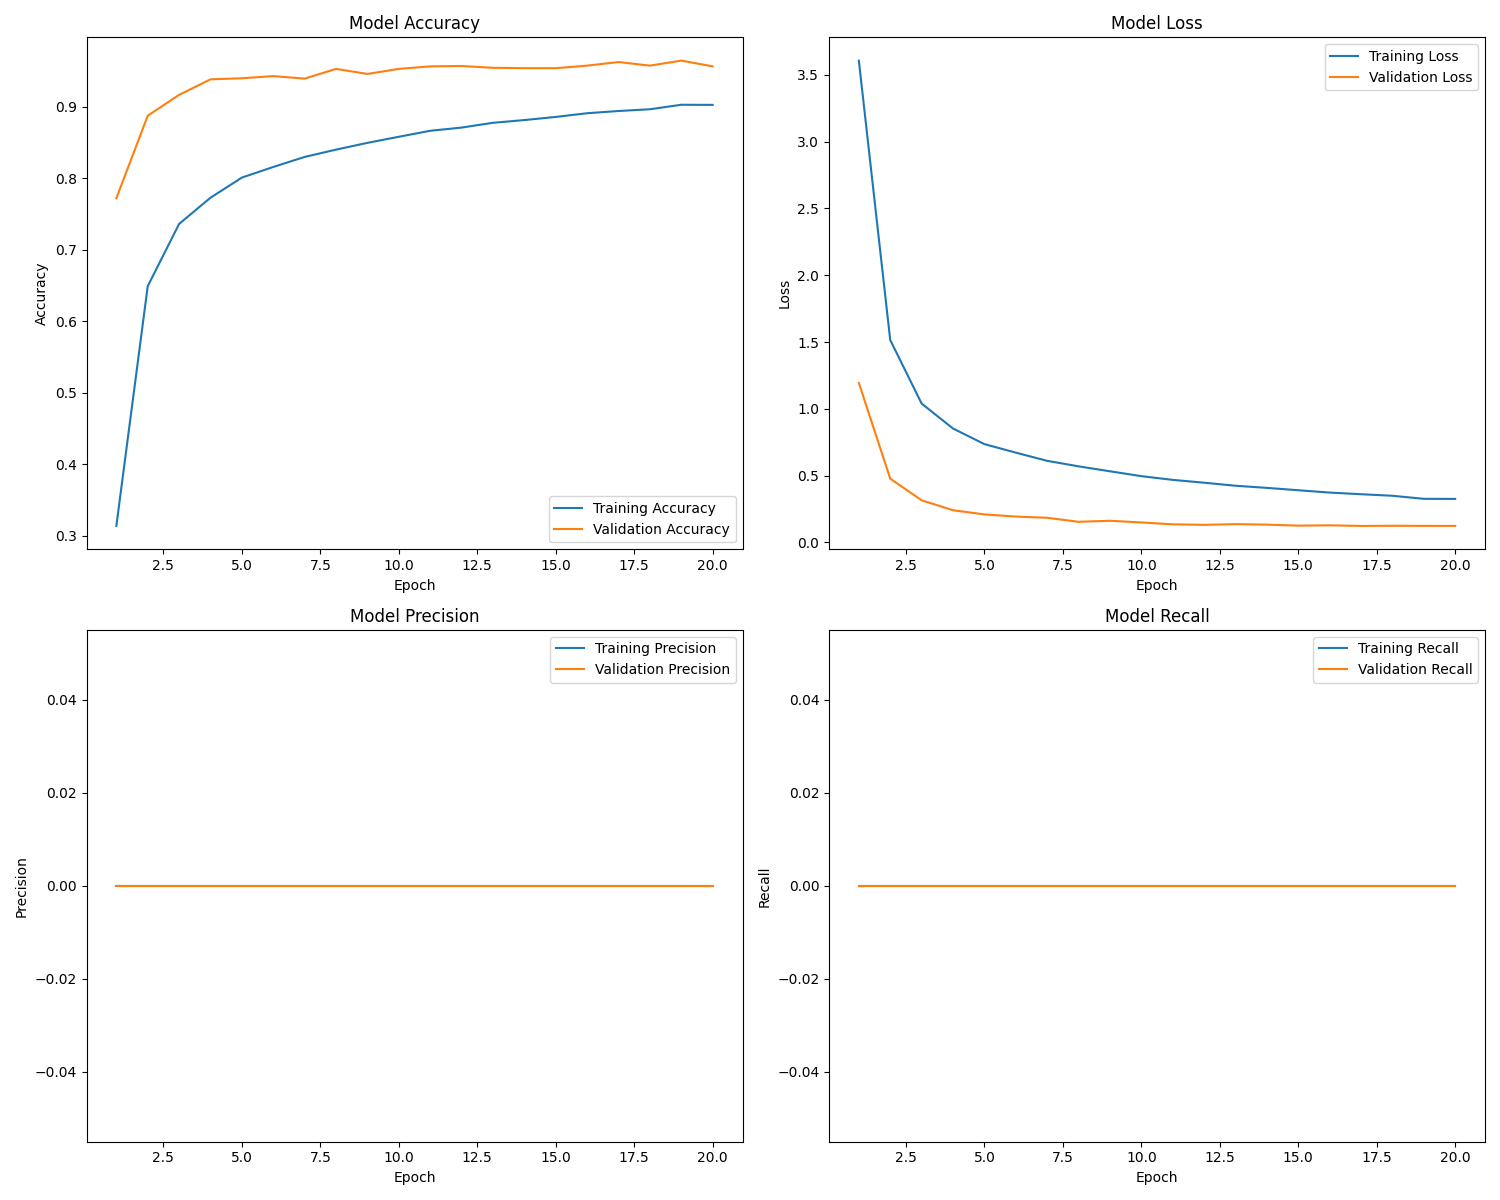 Model Accuracy
Accuracy
0.9
0.8
0.7
0.6
0.5
0.4
0.3
Training Accuracy
Validation Accuracy
2.5 5.0 7.5 10.0 12.5 15.0 17.5 20.0
Epoch
Model Loss
Loss
3.5
3.0
2.5
2.0
1.5
1.0
0.5
0.0
Training Loss
Validation Loss
2.5 5.0 7.5 10.0 12.5 15.0 17.5 20.0
Epoch
Model Precision
Precision
0.04
0.02
0.00
−0.02
−0.04
Training Precision
Validation Precision
2.5 5.0 7.5 10.0 12.5 15.0 17.5 20.0
Epoch
Model Recall
Recall
0.04
0.02
0.00
−0.02
−0.04
Training Recall
Validation Recall
2.5 5.0 7.5 10.0 12.5 15.0 17.5 20.0
Epoch